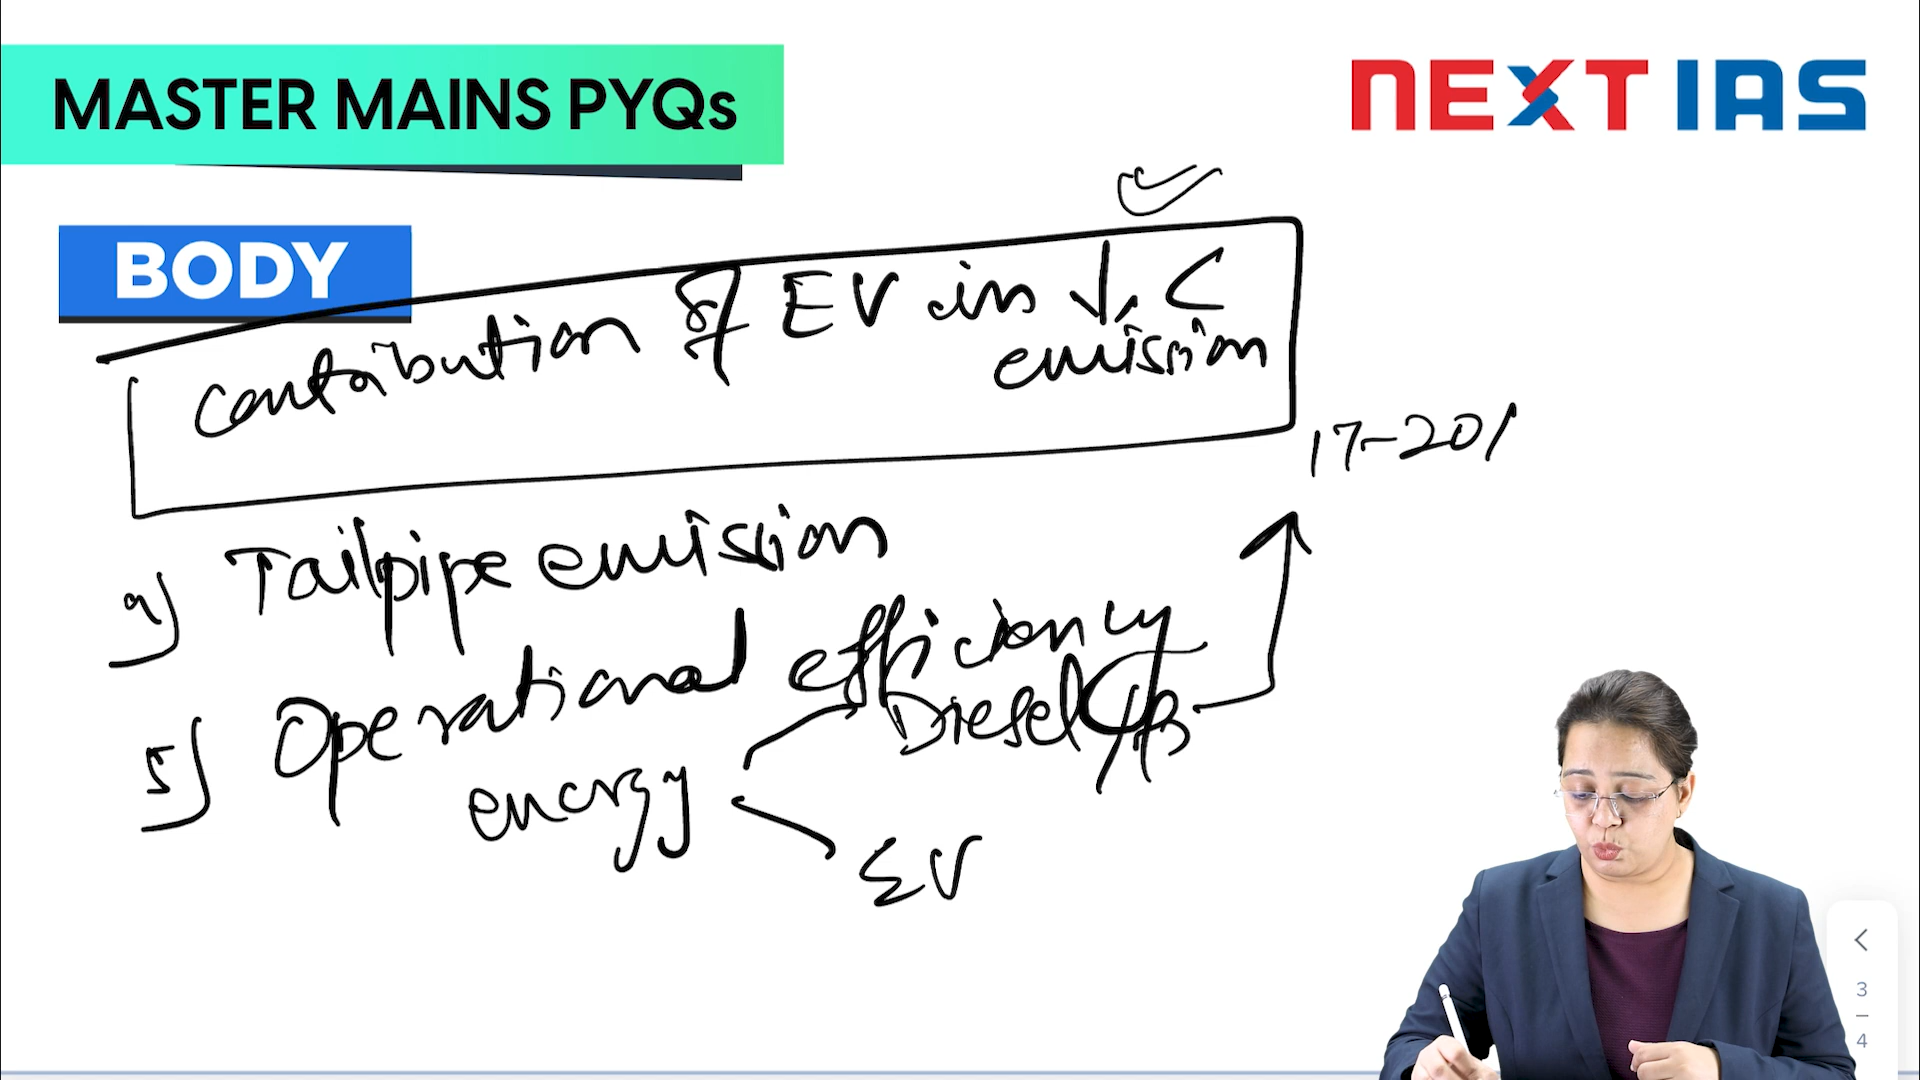 MASTER MAINS PYQs
NEXT IAS
BODY
contribution of EV in ↓ C
emission
17-20%
a) Tailpipe emission
5) Operational efficiency
energy
Diesel/P
EV
3
4